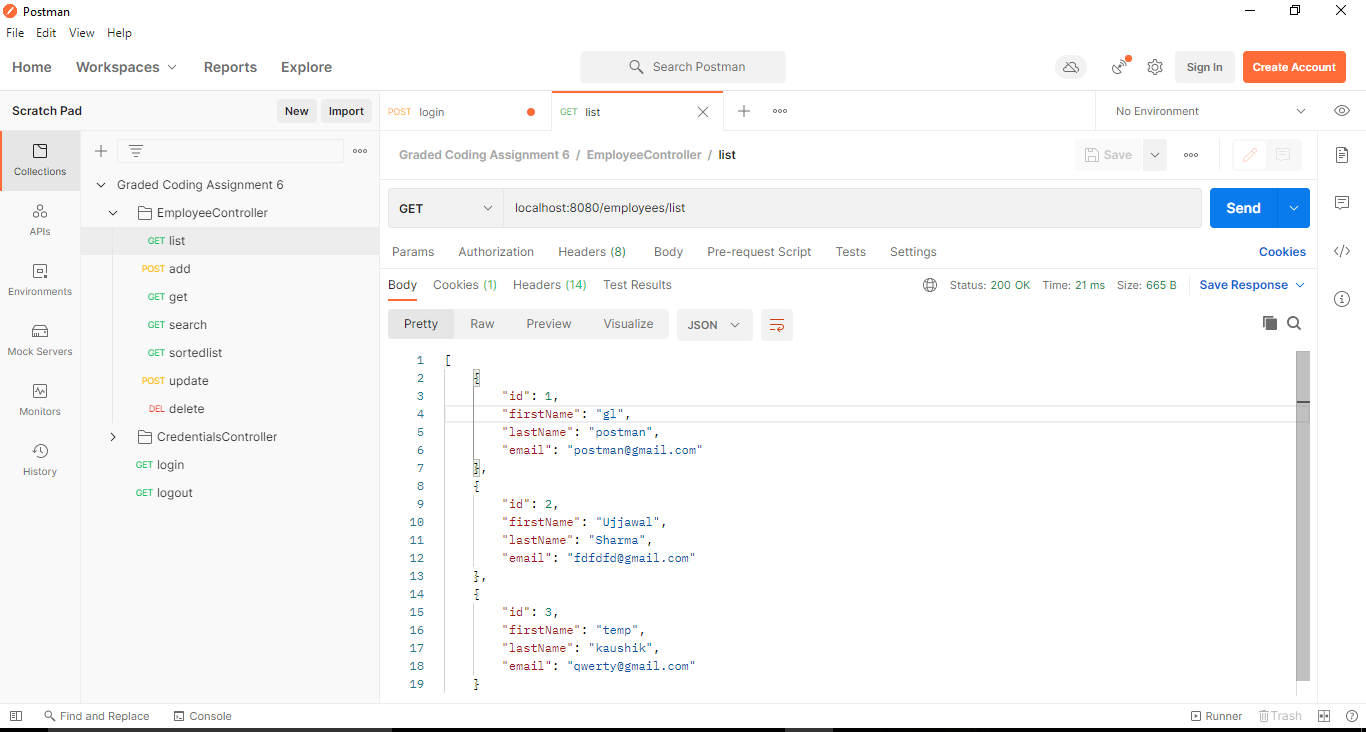 Postman
File Edit View Help
Home Workspaces Reports Explore Search Postman Sign In Create Account
Scratch Pad New Import
POST login GET list No Environment
Collections
APIs
Environments
Mock Servers
Monitors
History
Graded Coding Assignment 6
EmployeeController
GET list
POST add
GET get
GET search
GET sortedlist
POST update
DEL delete
CredentialsController
GET login
GET logout
Graded Coding Assignment 6 / EmployeeController / list Save
GET localhost:8080/employees/list Send
Params Authorization Headers (8) Body Pre-request Script Tests Settings Cookies
Body Cookies (1) Headers (14) Test Results Status: 200 OK Time: 21 ms Size: 665 B Save Response
Pretty Raw Preview Visualize JSON
1 [
2 {
3 "id": 1,
4 "firstName": "gl",
5 "lastName": "postman",
6 "email": "postman@gmail.com"
7 },
8 {
9 "id": 2,
10 "firstName": "Ujjawal",
11 "lastName": "Sharma",
12 "email": "fdfdfd@gmail.com"
13 },
14 {
15 "id": 3,
16 "firstName": "temp",
17 "lastName": "kaushik",
18 "email": "qwerty@gmail.com"
19 }
Find and Replace Console Runner Trash